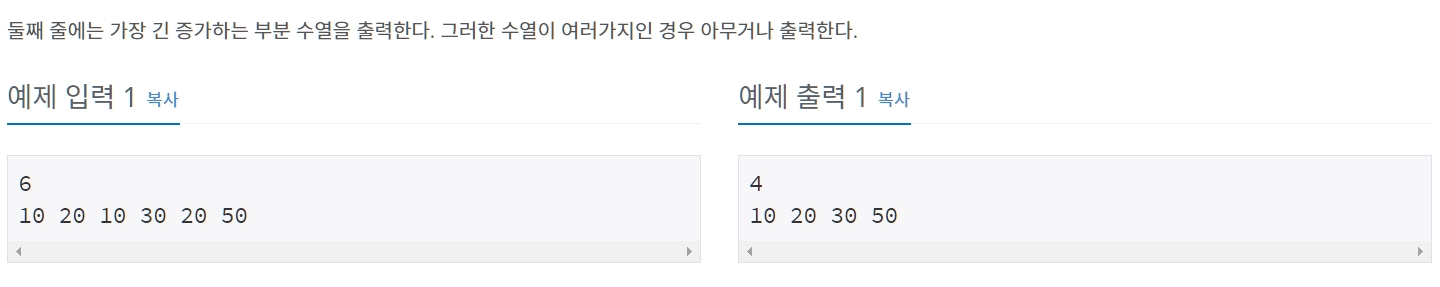 둘째 줄에는 가장 긴 증가하는 부분 수열을 출력한다. 그러한 수열이 여러가지인 경우 아무거나 출력한다.
예제 입력 1 복사
6
10 20 10 30 20 50
예제 출력 1 복사
4
10 20 30 50